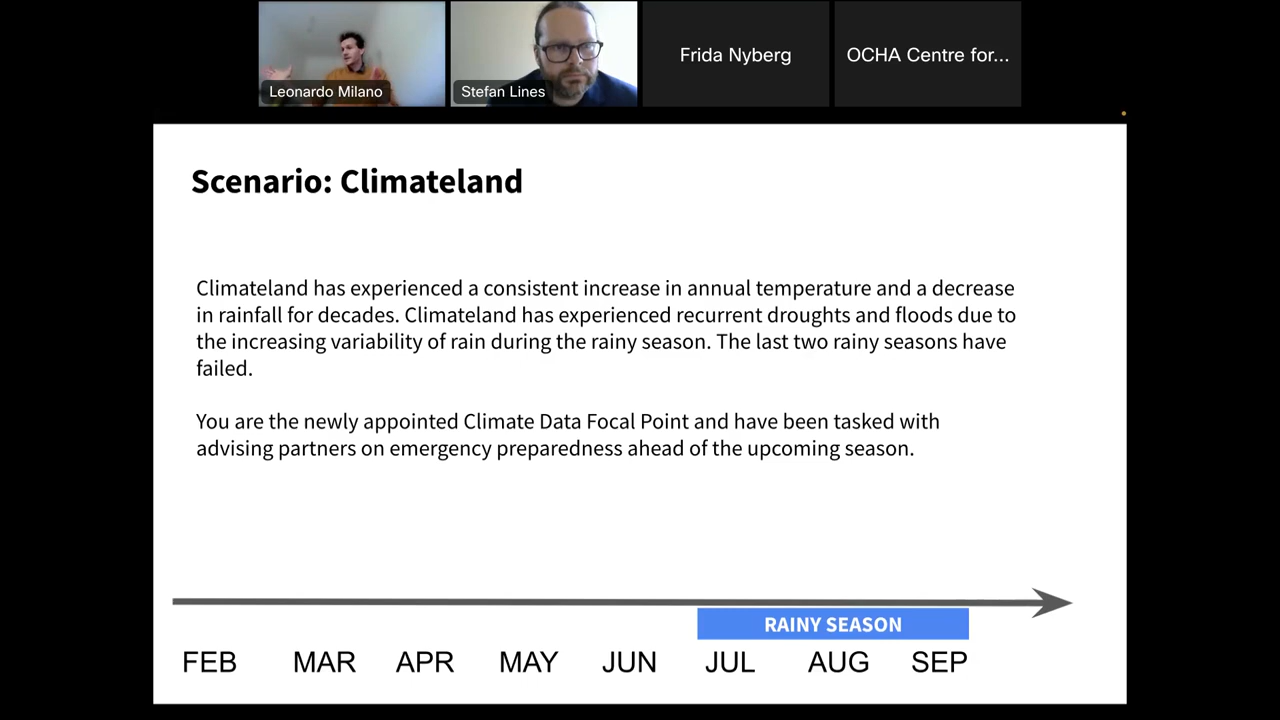 Leonardo Milano
Stefan Lines
Frida Nyberg
OCHA Centre for...
Scenario: Climateland
Climateland has experienced a consistent increase in annual temperature and a decrease
in rainfall for decades. Climateland has experienced recurrent droughts and floods due to
the increasing variability of rain during the rainy season. The last two rainy seasons have
failed.
You are the newly appointed Climate Data Focal Point and have been tasked with
advising partners on emergency preparedness ahead of the upcoming season.
RAINY SEASON
FEB MAR APR MAY JUN JUL AUG SEP